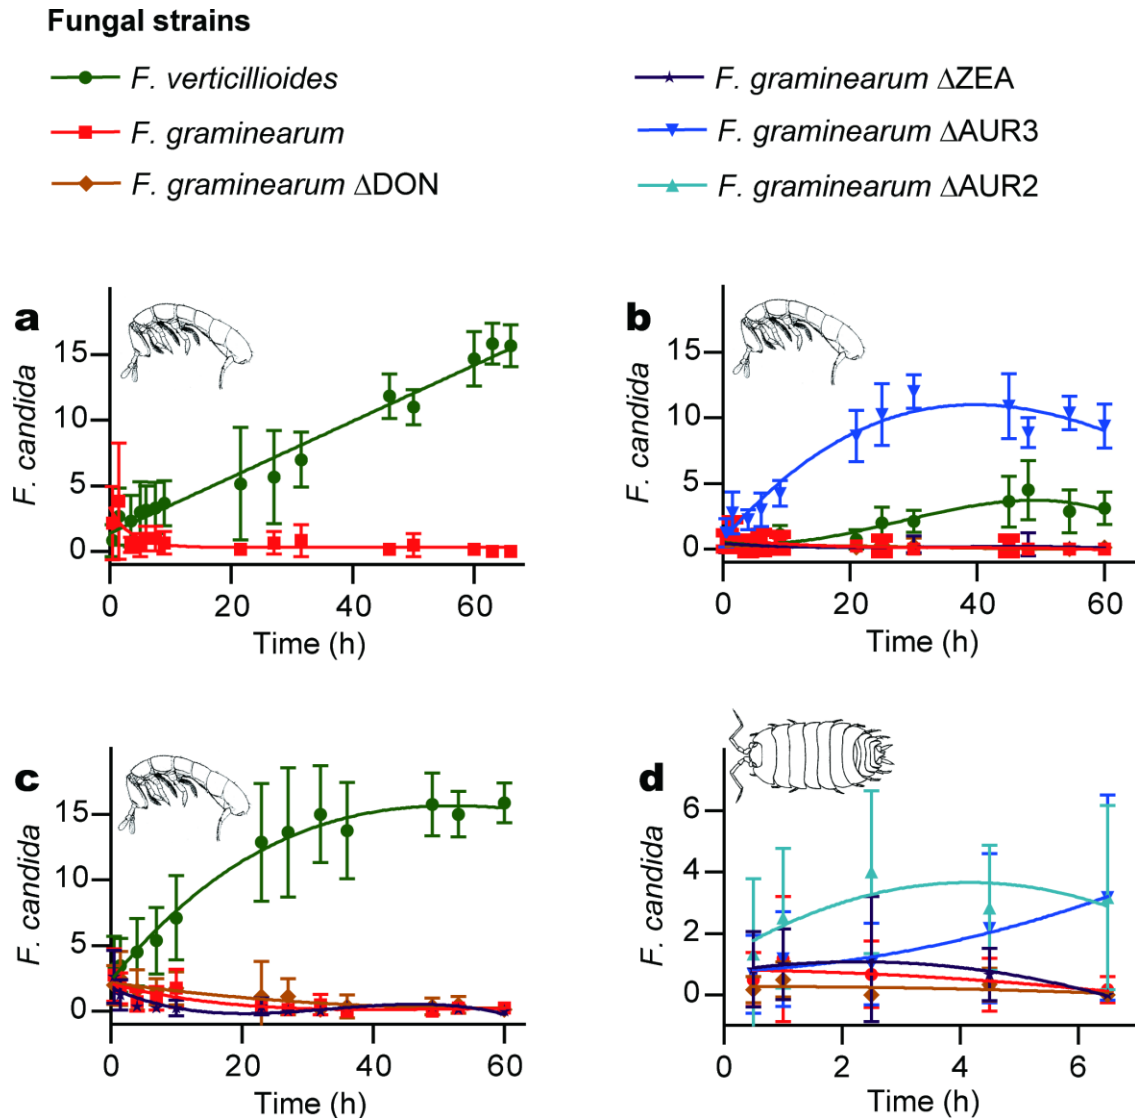 Fungal strains
F. verticillioides
F. graminearum
F. graminearum ΔDON
F. graminearum ΔZEA
F. graminearum ΔAUR3
F. graminearum ΔAUR2
a
F. candida
15
10
5
0
0 20 40 60
Time (h)
b
F. candida
15
10
5
0
0 20 40 60
Time (h)
c
F. candida
15
10
5
0
0 20 40 60
Time (h)
d
F. candida
6
4
2
0
2 4 6
Time (h)